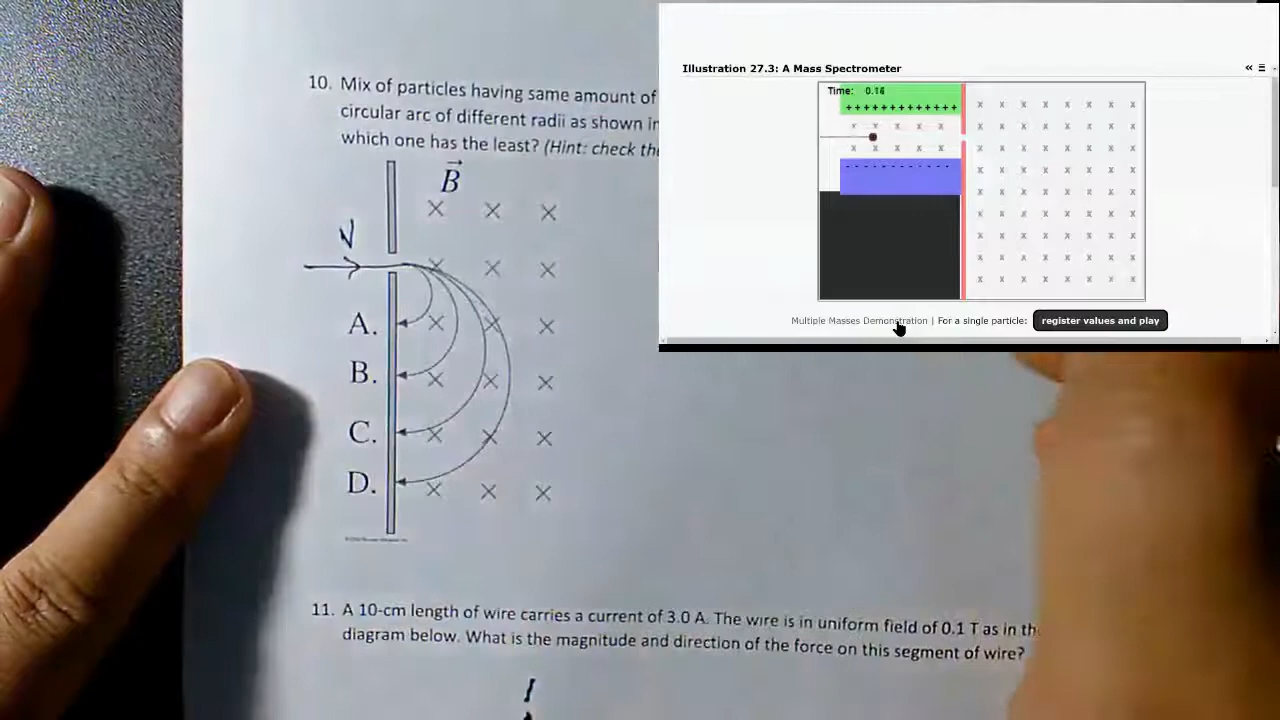 10. Mix of particles having same amount of
circular arc of different radii as shown in
which one has the least? (Hint: check the
B
V
A.
B.
C.
D.
11. A 10-cm length of wire carries a current of 3.0 A. The wire is in uniform field of 0.1 T as in th
diagram below. What is the magnitude and direction of the force on this segment of wire?
I
Illustration 27.3: A Mass Spectrometer
Time: 0.16
Multiple Masses Demonstration | For a single particle: register values and play